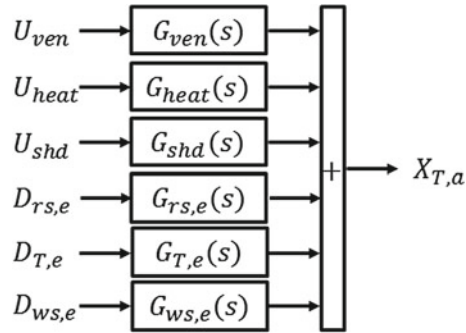 U_ven G_ven(s)
U_heat G_heat(s)
U_shd G_shd(s)
+ X_T,a
D_rs,e G_rs,e(s)
D_T,e G_T,e(s)
D_ws,e G_ws,e(s)